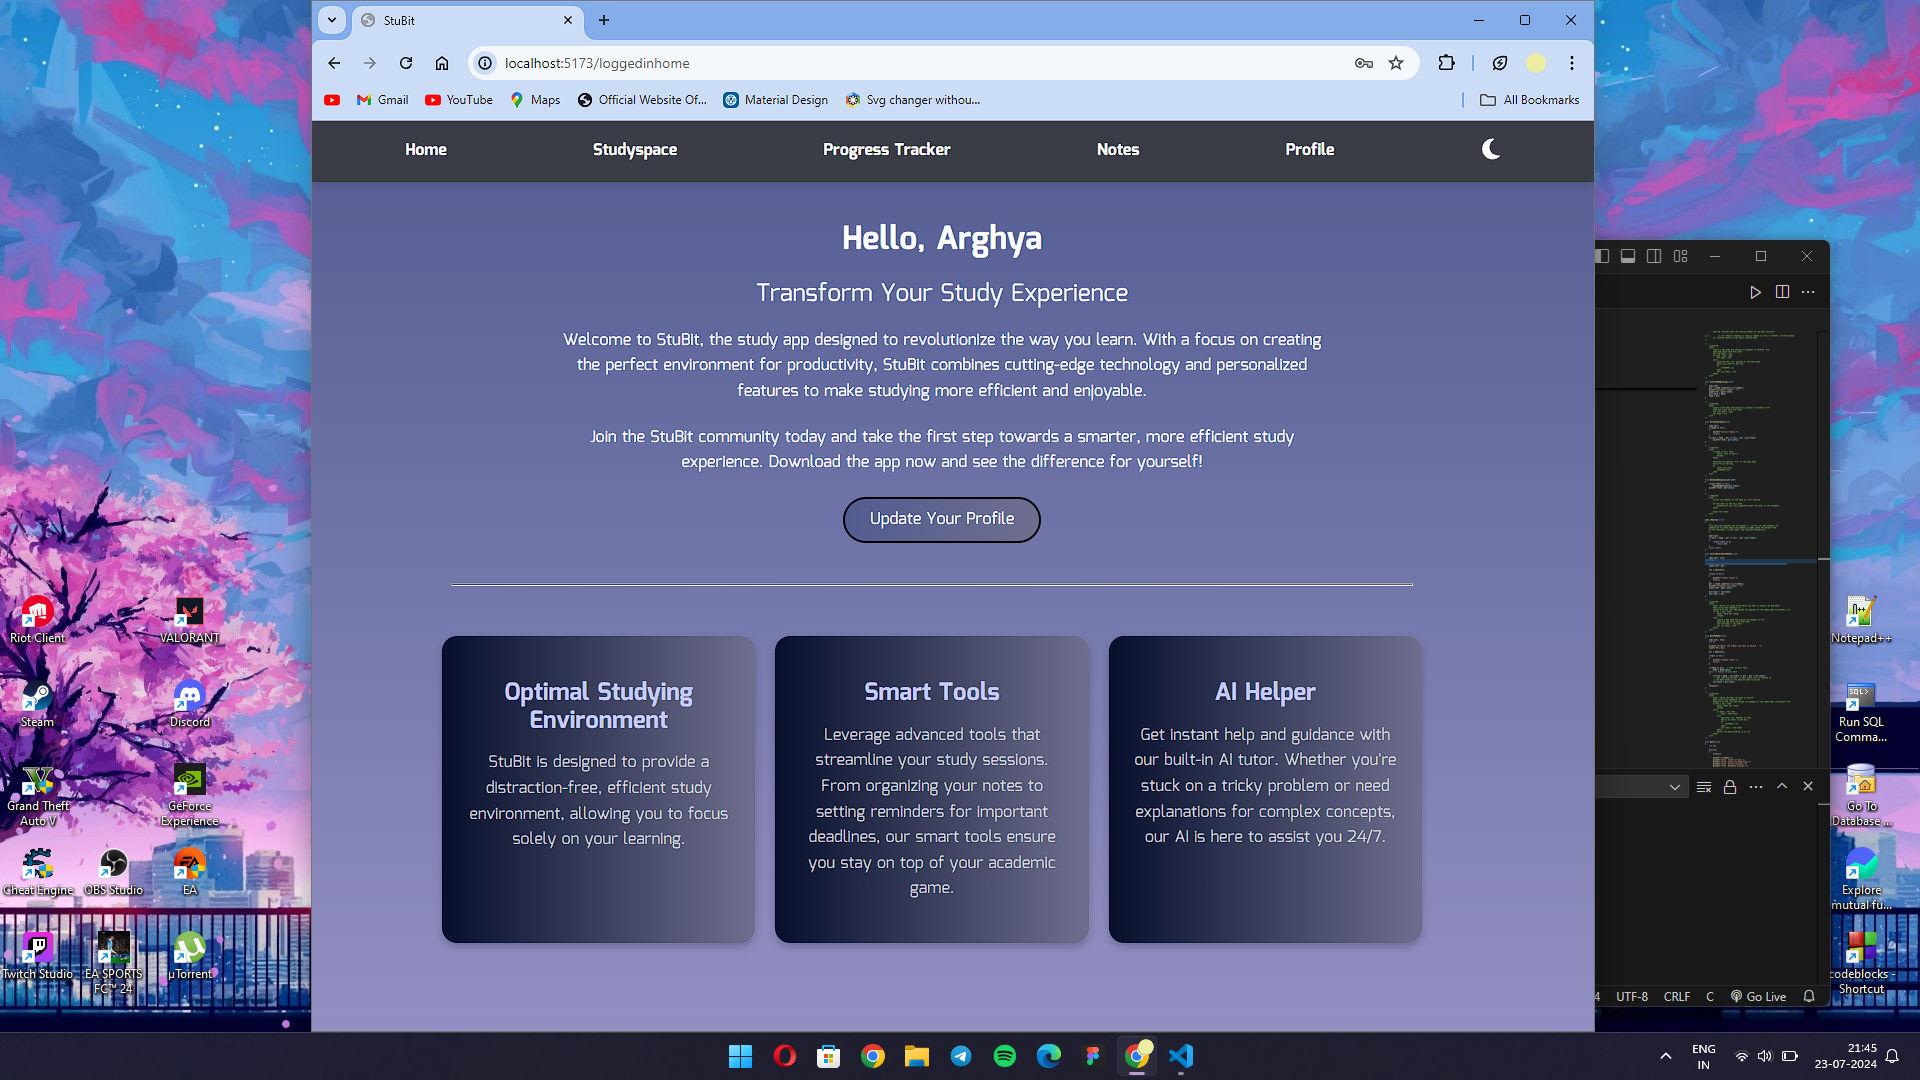 StuBit
localhost:5173/loggedinhome
Gmail
YouTube
Maps
Official Website Of...
Material Design
Svg changer withou...
All Bookmarks
Home
Studyspace
Progress Tracker
Notes
Profile
Hello, Arghya
Transform Your Study Experience
Welcome to StuBit, the study app designed to revolutionize the way you learn. With a focus on creating
the perfect environment for productivity, StuBit combines cutting-edge technology and personalized
features to make studying more efficient and enjoyable.
Join the StuBit community today and take the first step towards a smarter, more efficient study
experience. Download the app now and see the difference for yourself!
Update Your Profile
Optimal Studying
Environment
StuBit is designed to provide a
distraction-free, efficient study
environment, allowing you to focus
solely on your learning.
Smart Tools
Leverage advanced tools that
streamline your study sessions.
From organizing your notes to
setting reminders for important
deadlines, our smart tools ensure
you stay on top of your academic
game.
AI Helper
Get instant help and guidance with
our built-in AI tutor. Whether you're
stuck on a tricky problem or need
explanations for complex concepts,
our AI is here to assist you 24/7.
Riot Client
VALORANT
Steam
Discord
Grand Theft
Auto V
GeForce
Experience
Cheat Engine
OBS Studio
EA
Twitch Studio
EA SPORTS
FC™ 24
µTorrent
Notepad++
Run SQL
Comma...
Go To
Database ...
Explore
mutual fu...
codeblocks -
Shortcut
4
UTF-8
CRLF
C
Go Live
ENG
IN
21:45
23-07-2024